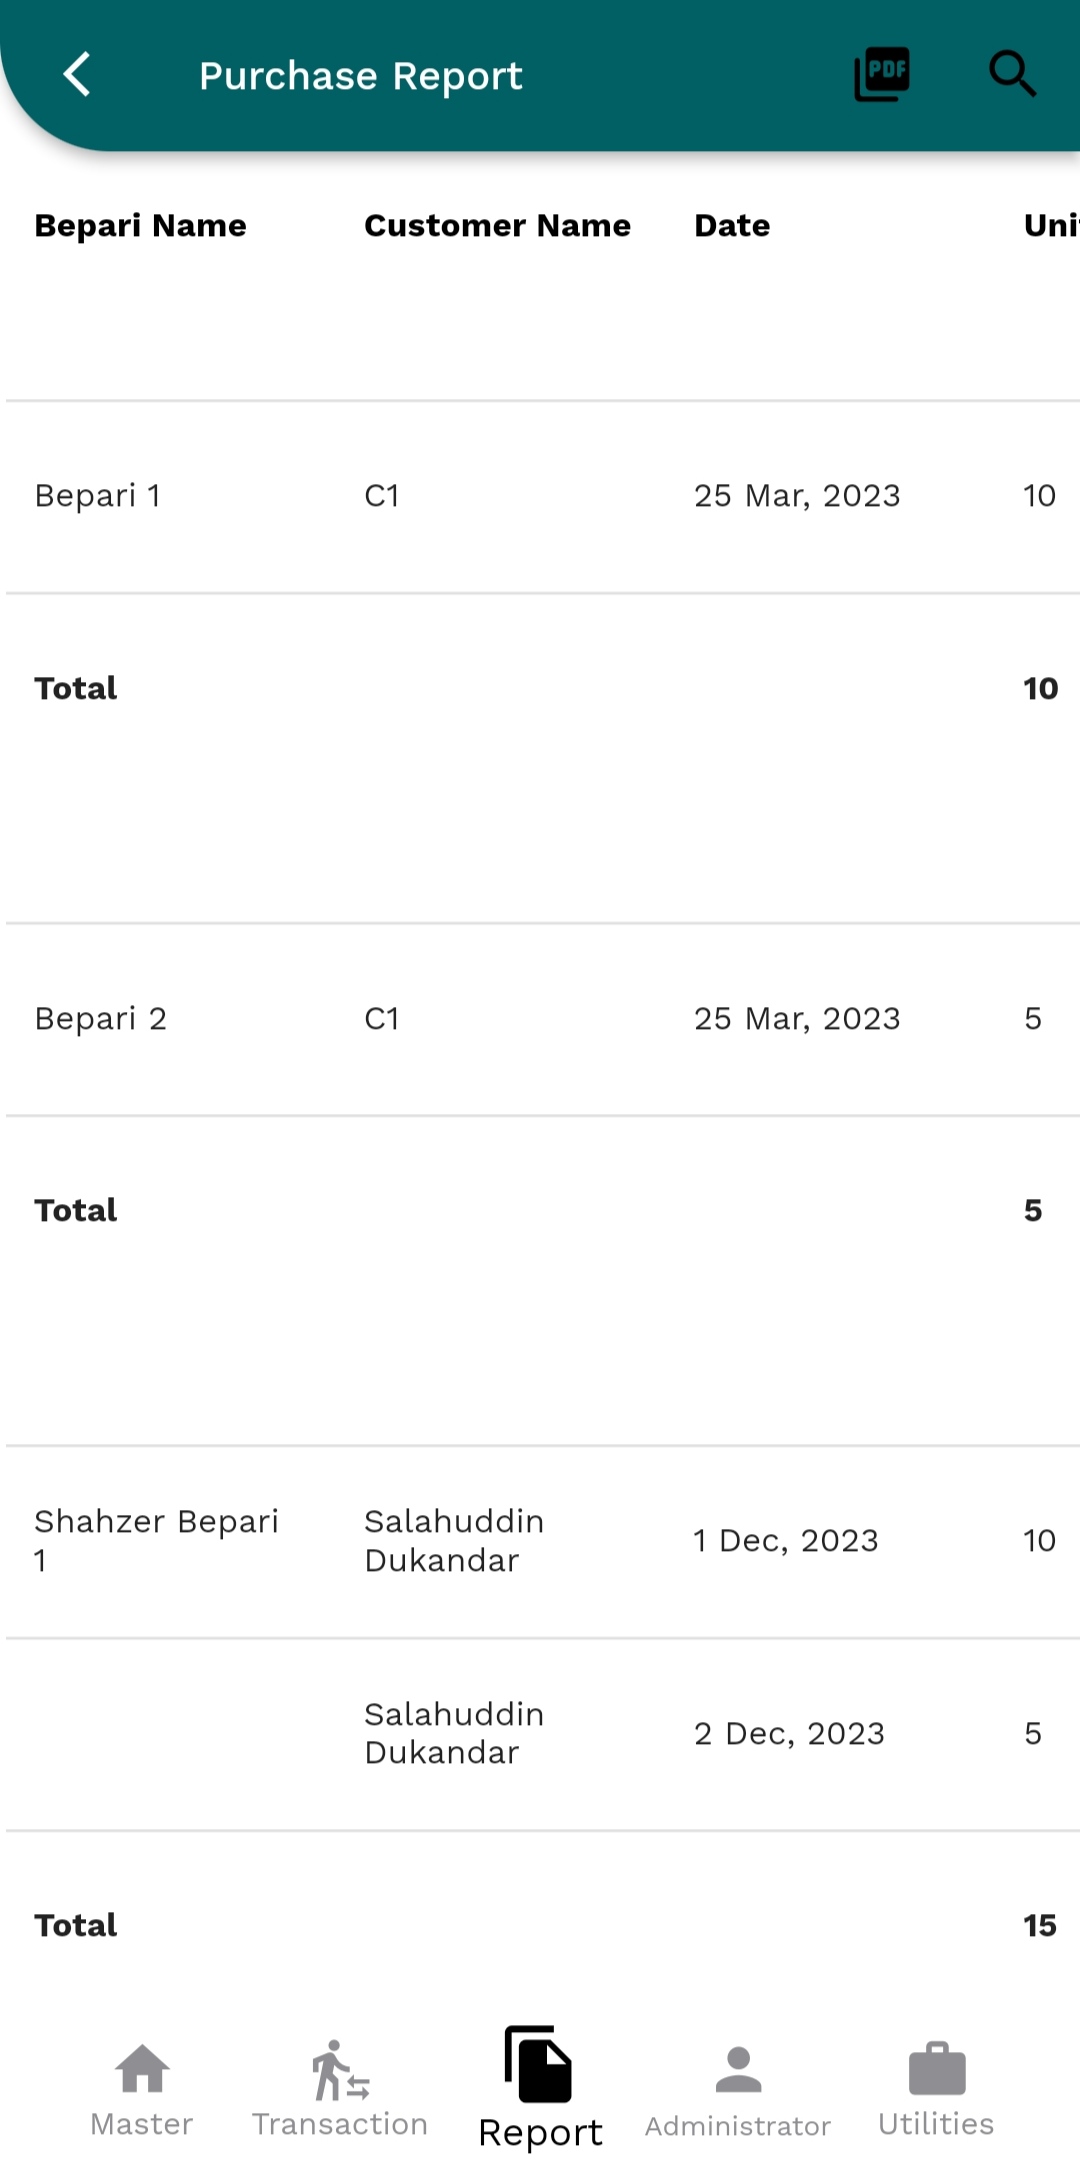 Purchase Report
PDF
Bepari Name Customer Name Date Uni
Bepari 1 C1 25 Mar, 2023 10
Total 10
Bepari 2 C1 25 Mar, 2023 5
Total 5
Shahzer Bepari 1 Salahuddin Dukandar 1 Dec, 2023 10
Salahuddin Dukandar 2 Dec, 2023 5
Total 15
Master Transaction Report Administrator Utilities